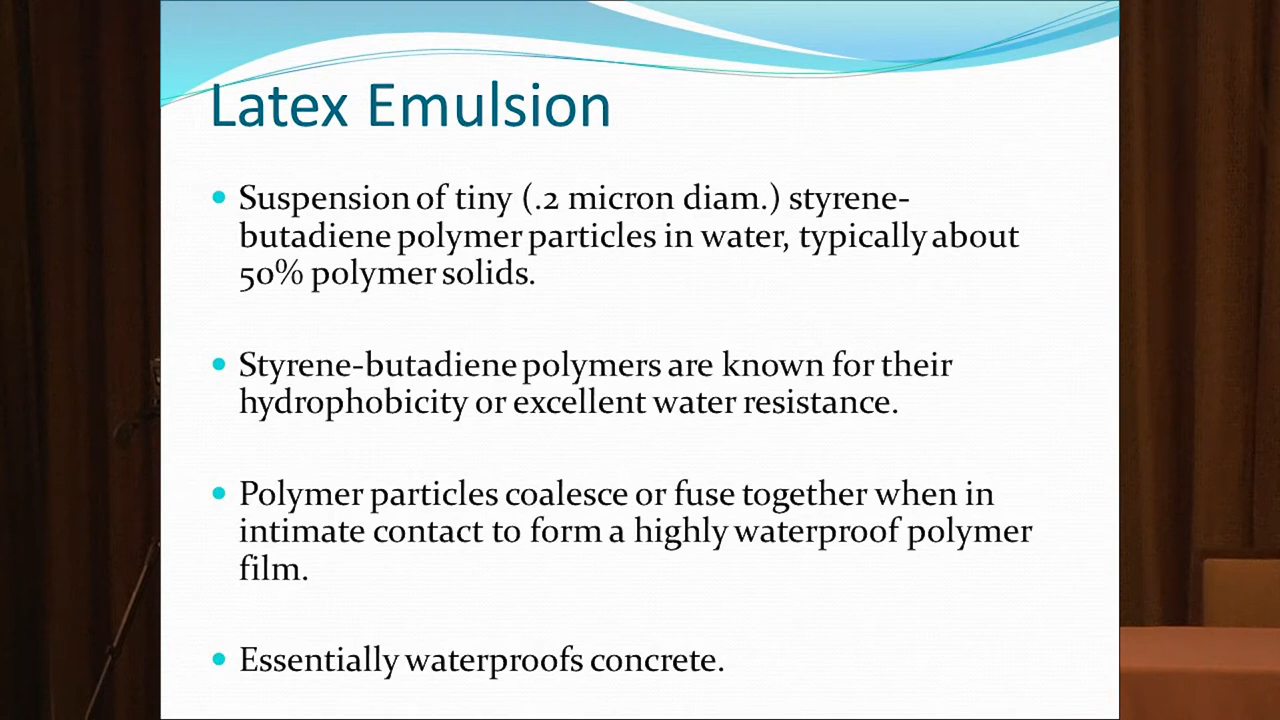 Latex Emulsion
• Suspension of tiny (.2 micron diam.) styrene-
butadiene polymer particles in water, typically about
50% polymer solids.
• Styrene-butadiene polymers are known for their
hydrophobicity or excellent water resistance.
• Polymer particles coalesce or fuse together when in
intimate contact to form a highly waterproof polymer
film.
• Essentially waterproofs concrete.